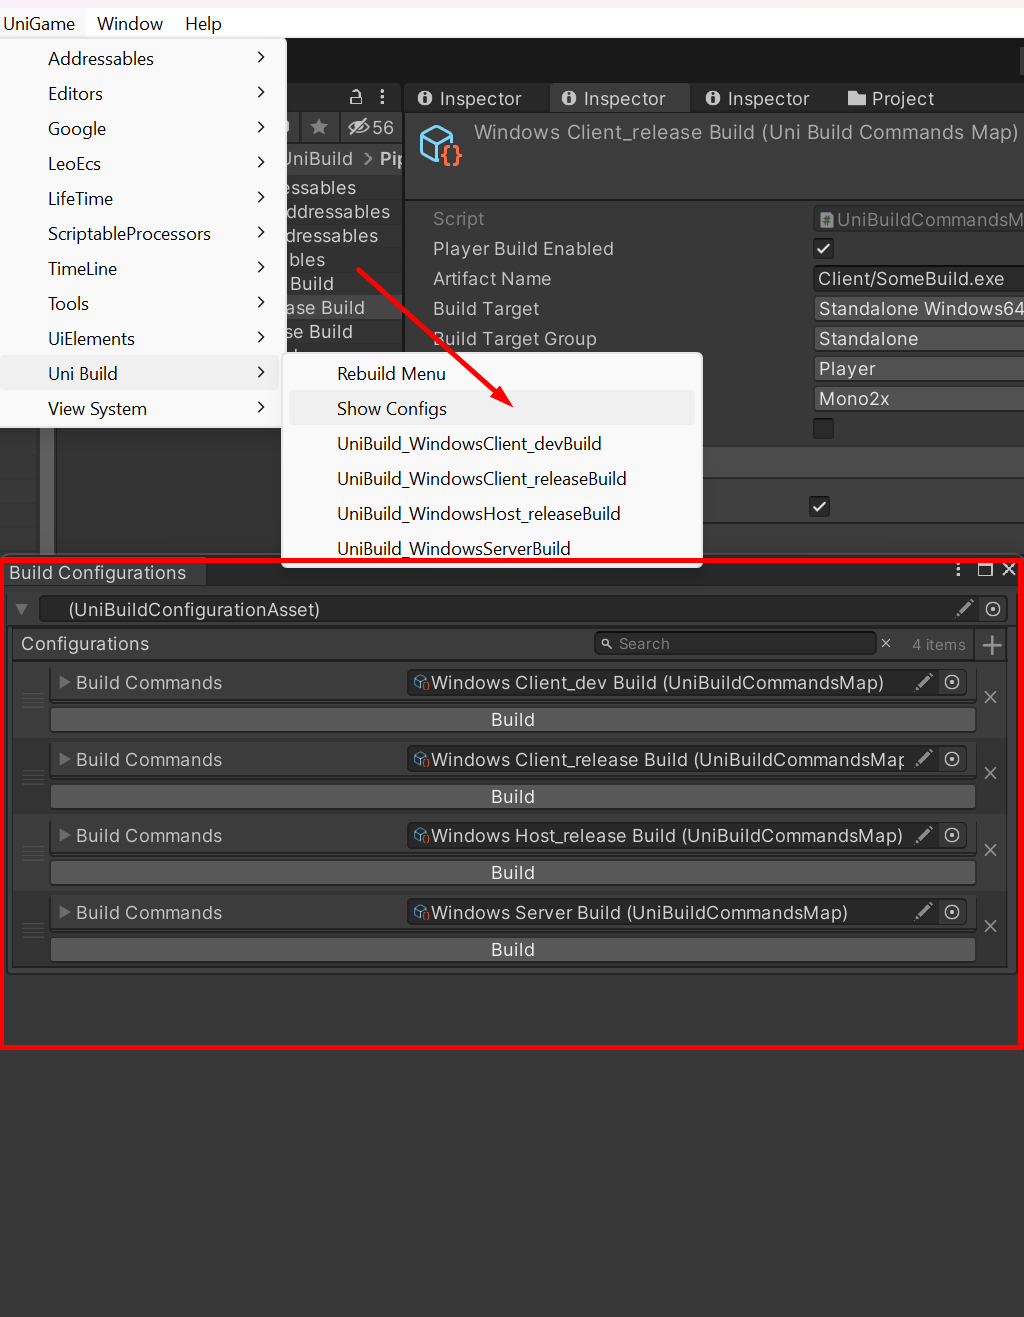 UniGame Window Help
Addressables
Editors
Google
LeoEcs
LifeTime
ScriptableProcessors
TimeLine
Tools
UiElements
Uni Build
View System
Rebuild Menu
Show Configs
UniBuild_WindowsClient_devBuild
UniBuild_WindowsClient_releaseBuild
UniBuild_WindowsHost_releaseBuild
UniBuild_WindowsServerBuild
56
UniBuild > Pip
essables
ddressables
dressables
bles
Build
ase Build
se Build
Inspector Inspector Inspector Project
Windows Client_release Build (Uni Build Commands Map)
Script UniBuildCommandsM
Player Build Enabled
Artifact Name Client/SomeBuild.exe
Build Target Standalone Windows64
Build Target Group Standalone
Player
Mono2x
Build Configurations
(UniBuildConfigurationAsset)
Configurations Search 4 items
Build Commands Windows Client_dev Build (UniBuildCommandsMap)
Build
Build Commands Windows Client_release Build (UniBuildCommandsMap
Build
Build Commands Windows Host_release Build (UniBuildCommandsMap)
Build
Build Commands Windows Server Build (UniBuildCommandsMap)
Build